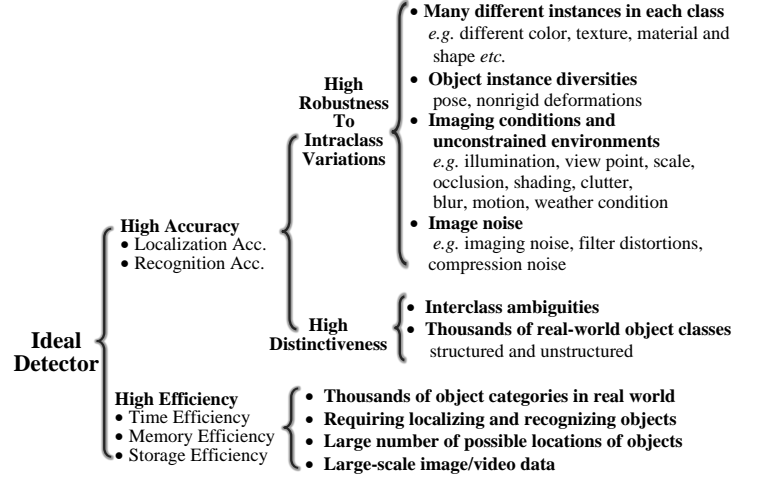 Ideal
Detector
High Accuracy
• Localization Acc.
• Recognition Acc.
High
Robustness
To
Intraclass
Variations
• Many different instances in each class
e.g. different color, texture, material and
shape etc.
• Object instance diversities
pose, nonrigid deformations
• Imaging conditions and
unconstrained environments
e.g. illumination, view point, scale,
occlusion, shading, clutter,
blur, motion, weather condition
• Image noise
e.g. imaging noise, filter distortions,
compression noise
High
Distinctiveness
• Interclass ambiguities
• Thousands of real-world object classes
structured and unstructured
High Efficiency
• Time Efficiency
• Memory Efficiency
• Storage Efficiency
• Thousands of object categories in real world
• Requiring localizing and recognizing objects
• Large number of possible locations of objects
• Large-scale image/video data